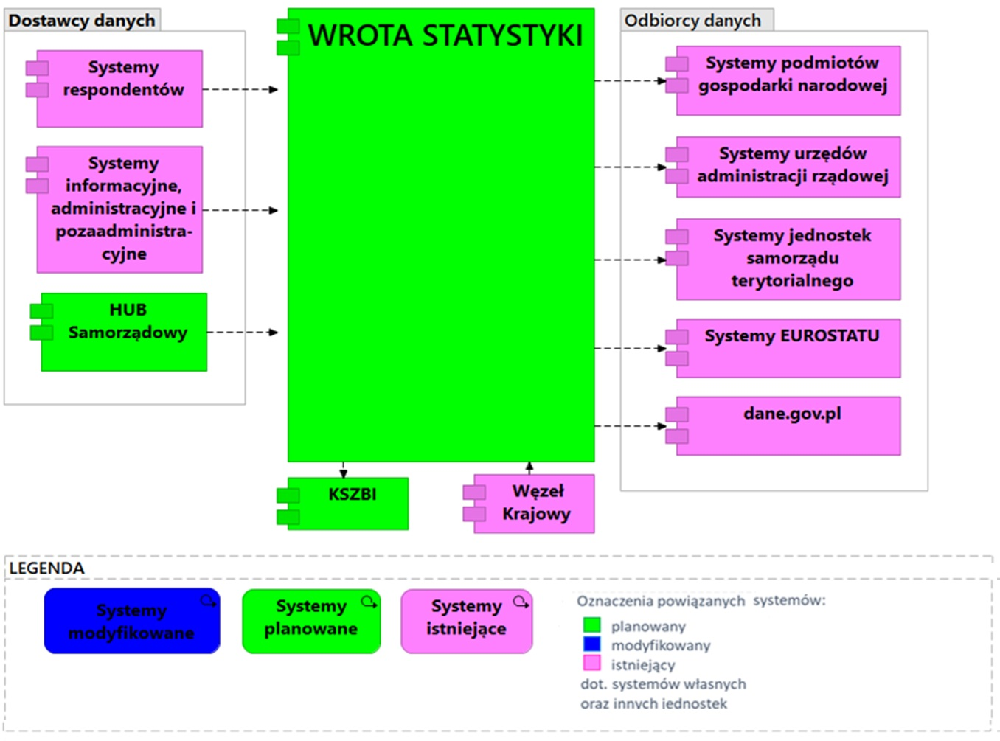 Dostawcy danych
Systemy
respondentów
Systemy
informacyjne,
administracyjne i
pozaadministra-
cyjne
HUB
Samorządowy
WROTA STATYSTYKI
KSZBI
Węzeł
Krajowy
Odbiorcy danych
Systemy podmiotów
gospodarki narodowej
Systemy urzędów
administracji rządowej
Systemy jednostek
samorządu
terytorialnego
Systemy EUROSTATU
dane.gov.pl
LEGENDA
Systemy
modyfikowane
Systemy
planowane
Systemy
istniejące
Oznaczenia powiązanych systemów:
planowany
modyfikowany
istniejący
dot. systemów własnych
oraz innych jednostek